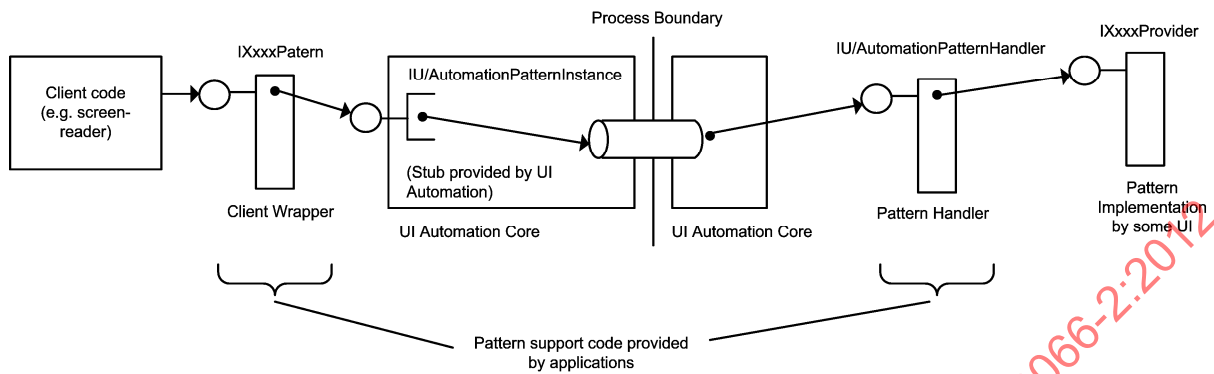 Process Boundary
IXxxxPatern
IU/AutomationPatternHandler
IXxxxProvider
Client code
(e.g. screen-
reader)
IU/AutomationPatternInstance
(Stub provided by UI
Automation)
Client Wrapper
UI Automation Core
UI Automation Core
Pattern Handler
Pattern
Implementation
by some UI
Pattern support code provided
by applications
066-2:2012